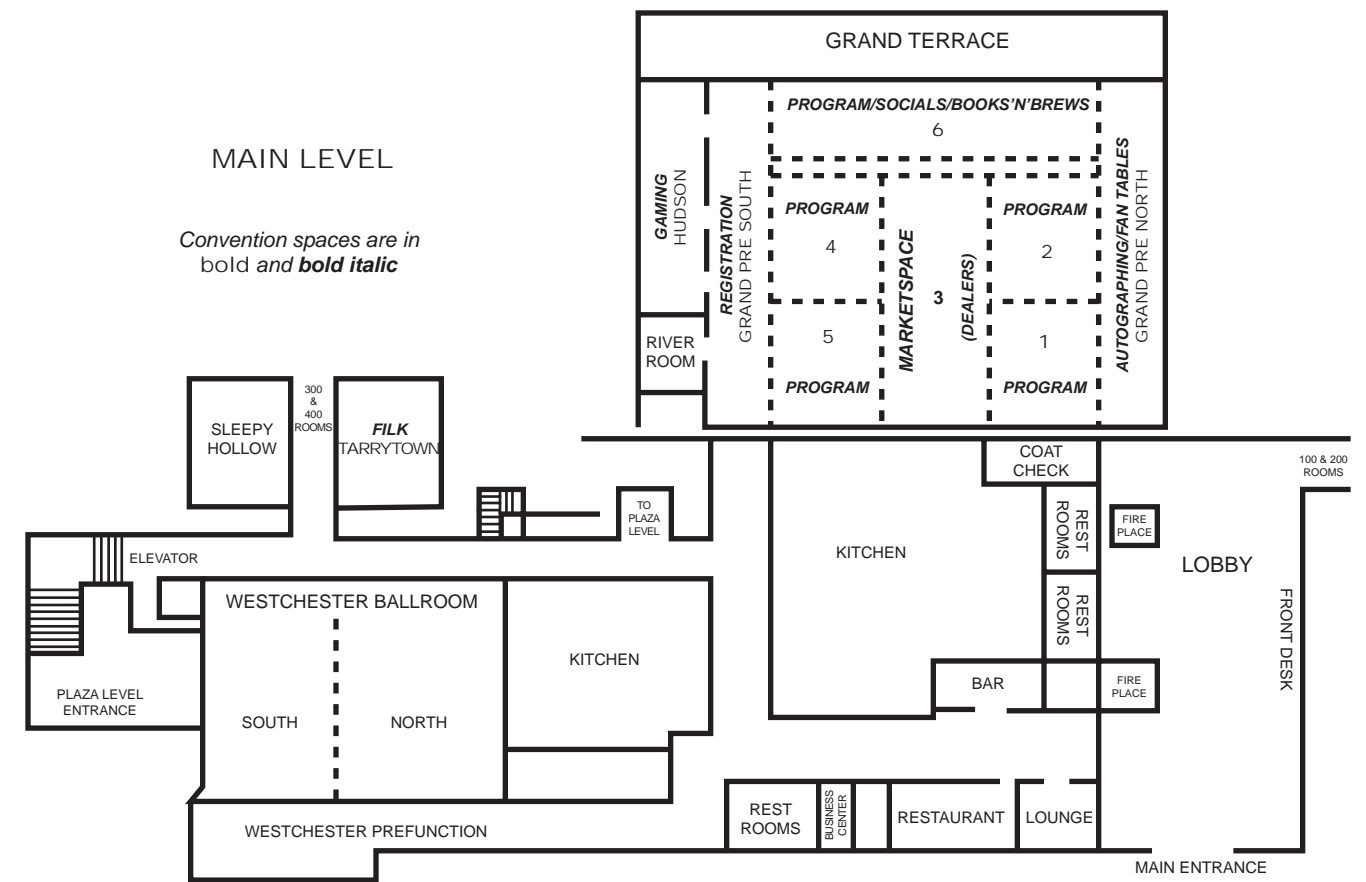 GRAND TERRACE
PROGRAM/SOCIALS/BOOKS'N'BREWS
6
MAIN LEVEL
Convention spaces are in
bold and bold italic
GAMING
HUDSON
REGISTRATION
GRAND PRE SOUTH
PROGRAM
4
MARKETSPACE
3
(DEALERS)
PROGRAM
2
AUTOGRAPHING/FAN TABLES
GRAND PRE NORTH
RIVER
ROOM
5
PROGRAM
1
PROGRAM
SLEEPY
HOLLOW
300
&
400
ROOMS
FILK
TARRYTOWN
COAT
CHECK
100 & 200
ROOMS
TO
PLAZA
LEVEL
REST
ROOMS
FIRE
PLACE
ELEVATOR
KITCHEN
LOBBY
WESTCHESTER BALLROOM
REST
ROOMS
FRONT DESK
KITCHEN
PLAZA LEVEL
ENTRANCE
BAR
FIRE
PLACE
SOUTH
NORTH
WESTCHESTER PREFUNCTION
REST
ROOMS
BUSINESS
CENTER
RESTAURANT
LOUNGE
MAIN ENTRANCE